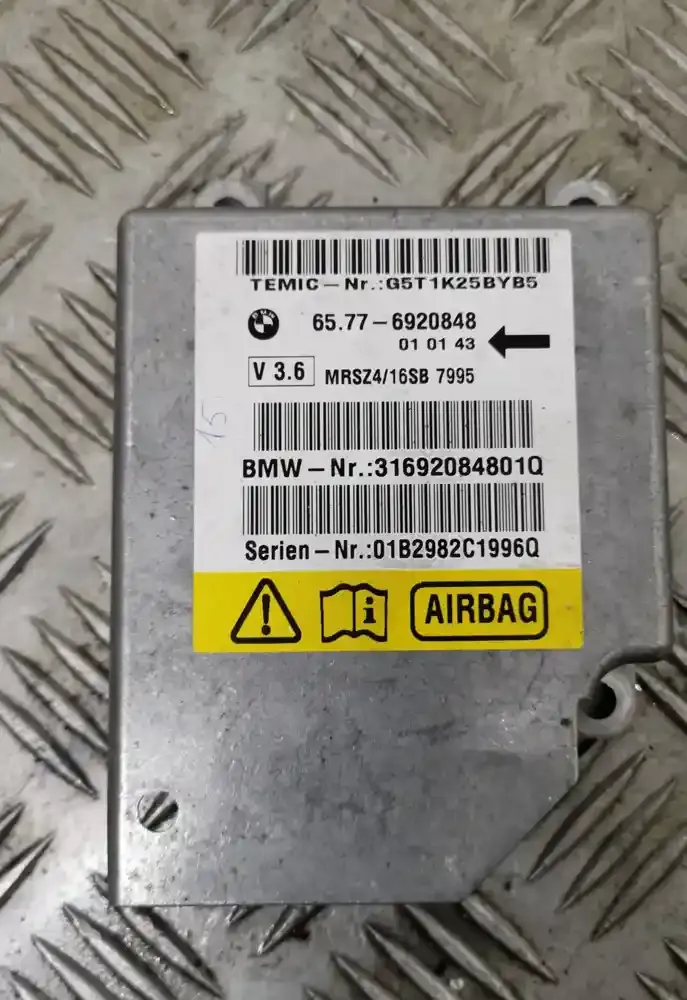 TEMIC-Nr.:G5T1K25BYB5
BMW
65.77-6920848
01 01 43
V 3.6 MRSZ4/16SB 7995
15
BMW-Nr.:31692084801Q
Serien-Nr.:01B2982C1996Q
! i AIRBAG